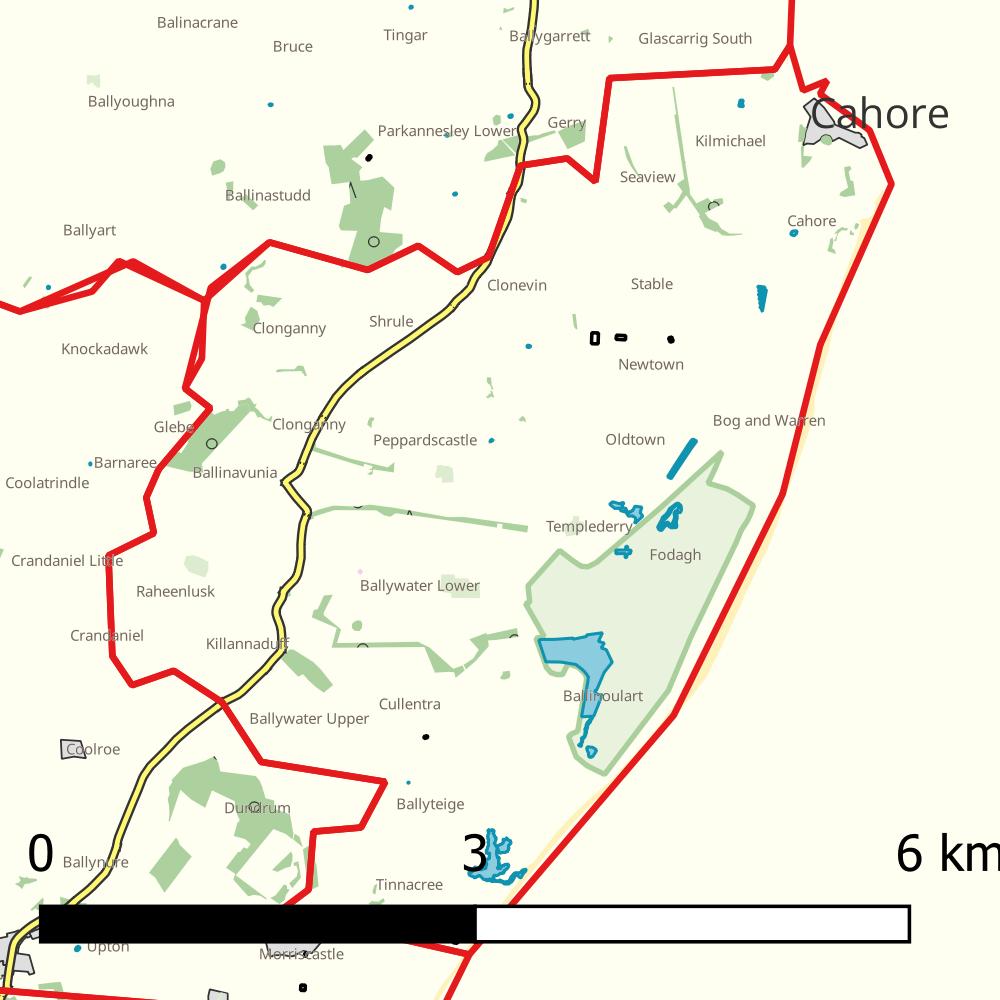 Balinacrane
Bruce
Tingar
Ballygarrett
Glascarrig South
Ballyoughna
Cahore
Parkannesley Lower
Gerry
Kilmichael
Seaview
Ballinastudd
Cahore
Ballyart
Clonevin
Stable
Shrule
Clonganny
Knockadawk
Newtown
Bog and Warren
Glebe
Clonganny
Peppardscastle
Oldtown
Barnaree
Ballinavunia
Coolatrindle
Templederry
Fodagh
Crandaniel Little
Raheenlusk
Ballywater Lower
Crandaniel
Killannaduff
Ballinoulart
Cullentra
Ballywater Upper
Coolroe
Ballyteige
Dundrum
0
3
6 km
Ballynure
Tinnacree
Upton
Morriscastle